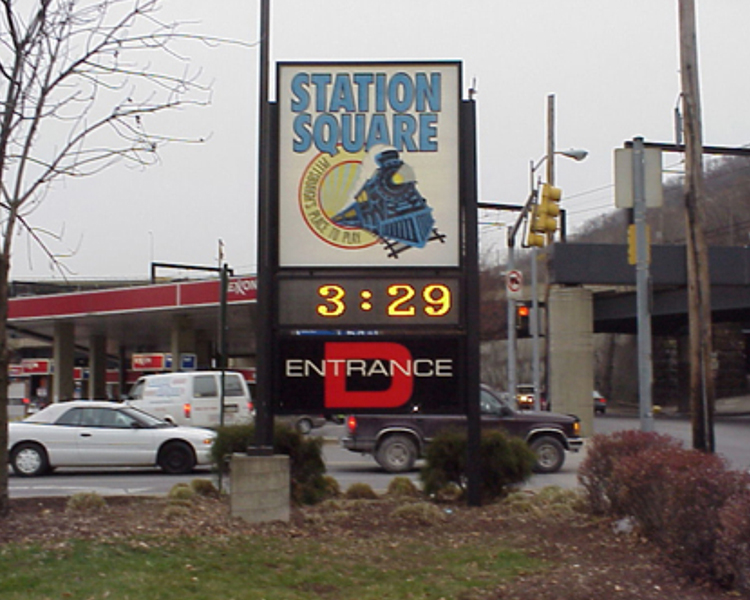 STATION
SQUARE
PITTSBURGH'S
PLACE TO PLAY
3:29
D
ENTRANCE
EXXON